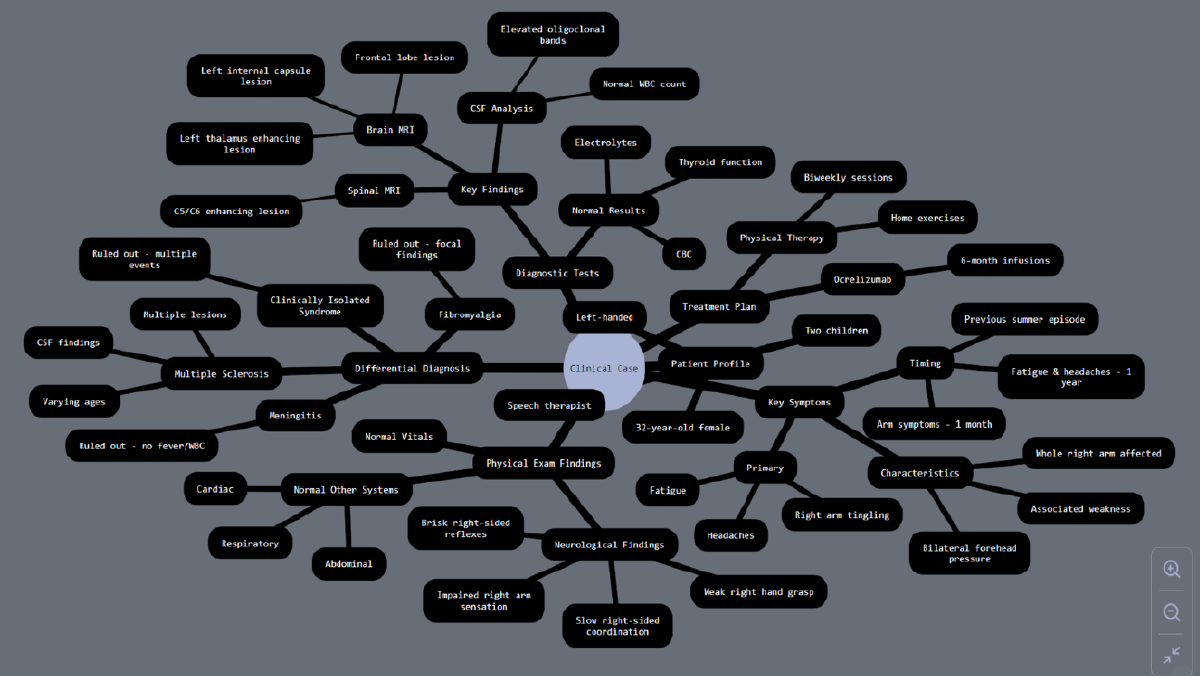 Elevated oligoclonal
bands
Frontal lobe lesion
Left internal capsule
lesion
Normal WBC count
CSF Analysis
Brain MRI
Left thalamus enhancing
lesion
Electrolytes
Thyroid function
Biweekly sessions
Spinal MRI
Key Findings
C5/C6 enhancing lesion
Normal Results
Home exercises
Physical Therapy
Ruled out - focal
findings
Ruled out - multiple
events
CBC
6-month infusions
Diagnostic Tests
Ocrelizumab
Clinically Isolated
Syndrome
Treatment Plan
Multiple lesions
Fibromyalgia
Left-handed
Previous summer episode
Two children
CSF findings
Patient Profile
Timing
Differential Diagnosis
Clinical Case
Multiple Sclerosis
Fatigue & headaches - 1
year
Varying ages
Speech therapist
Key Symptoms
Meningitis
32-year-old female
Arm symptoms - 1 month
Normal Vitals
Ruled out - no fever/WBC
Whole right arm affected
Physical Exam Findings
Primary
Characteristics
Cardiac
Normal Other Systems
Fatigue
Right arm tingling
Associated weakness
Brisk right-sided
reflexes
Headaches
Respiratory
Neurological Findings
Bilateral forehead
pressure
Abdominal
Weak right hand grasp
Impaired right arm
sensation
Slow right-sided
coordination